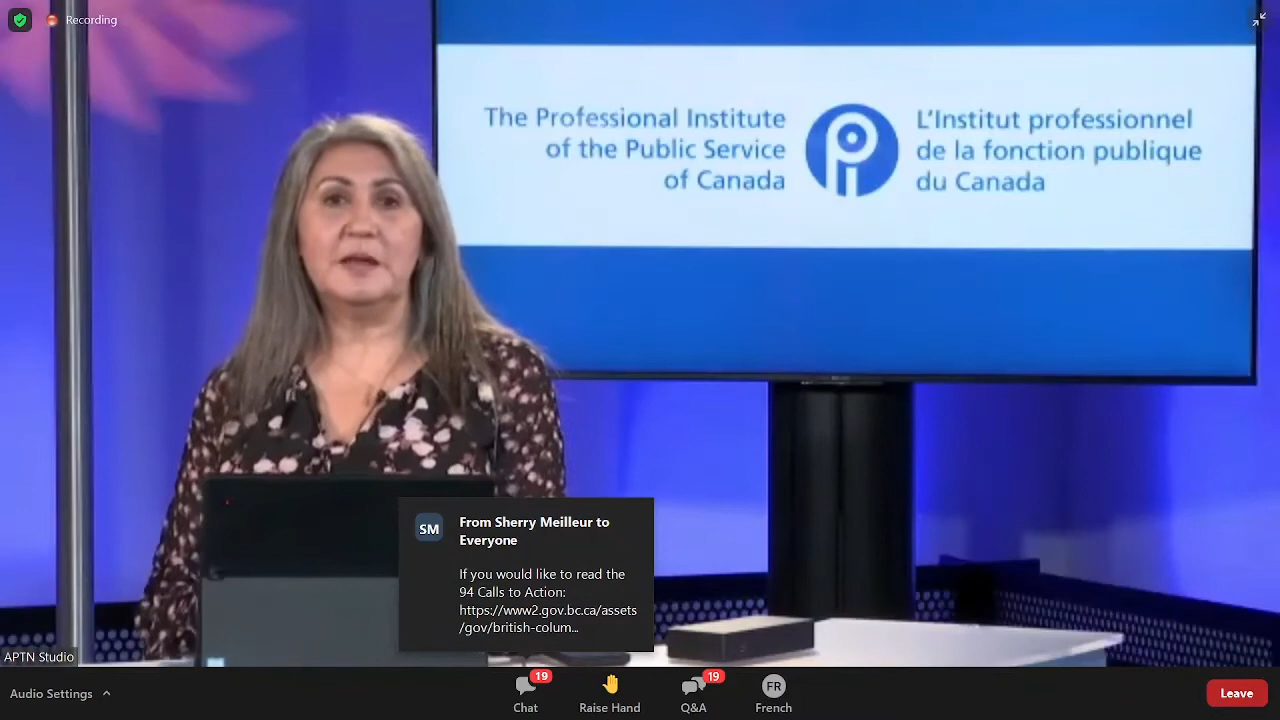 Recording
The Professional Institute
of the Public Service
of Canada
L'Institut professionnel
de la fonction publique
du Canada
SM
From Sherry Meilleur to
Everyone
If you would like to read the
94 Calls to Action:
https://www2.gov.bc.ca/assets
/gov/british-colum...
APTN Studio
Audio Settings
19
Chat
Raise Hand
19
Q&A
FR
French
Leave